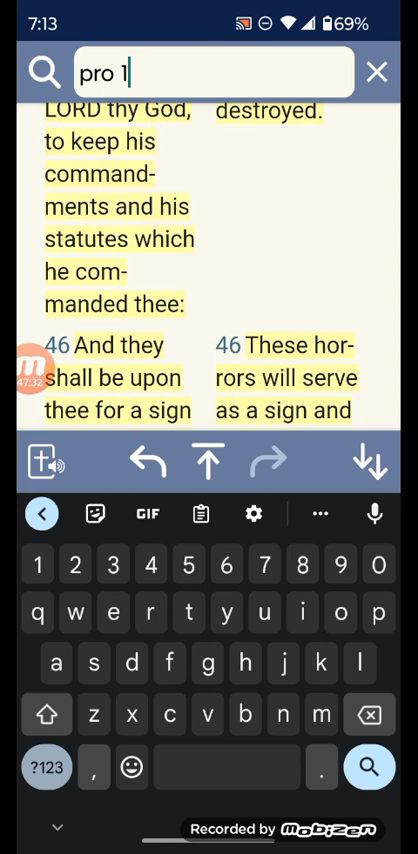 7:13
69%
pro 1
LORD thy God,
to keep his
command-
ments and his
statutes which
he com-
manded thee:
46 And they
shall be upon
thee for a sign
destroyed.
46 These hor-
rors will serve
as a sign and
47:32
GIF
1 2 3 4 5 6 7 8 9 0
q w e r t y u i o p
a s d f g h j k l
z x c v b n m
?123 , .
Recorded by mobizen